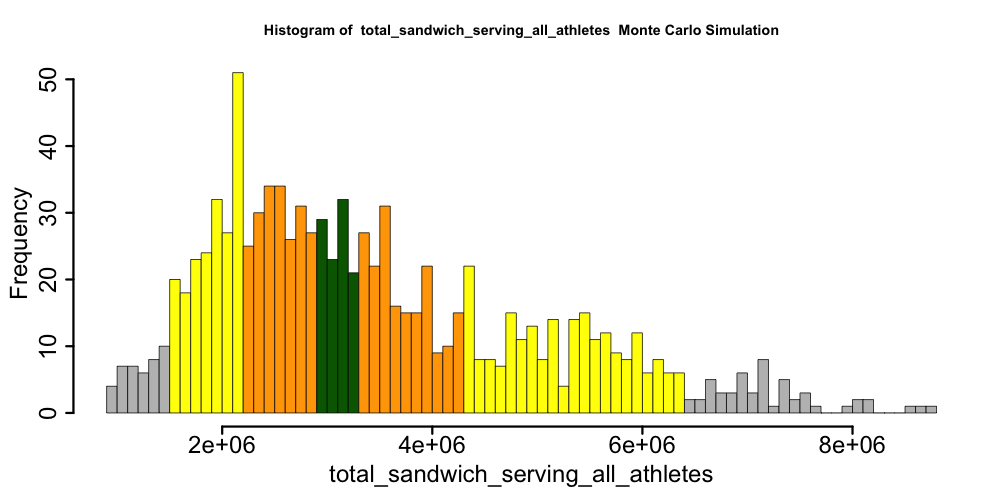 Histogram of total_sandwich_serving_all_athletes Monte Carlo Simulation
Frequency
50
40
30
20
10
0
2e+06 4e+06 6e+06 8e+06
total_sandwich_serving_all_athletes